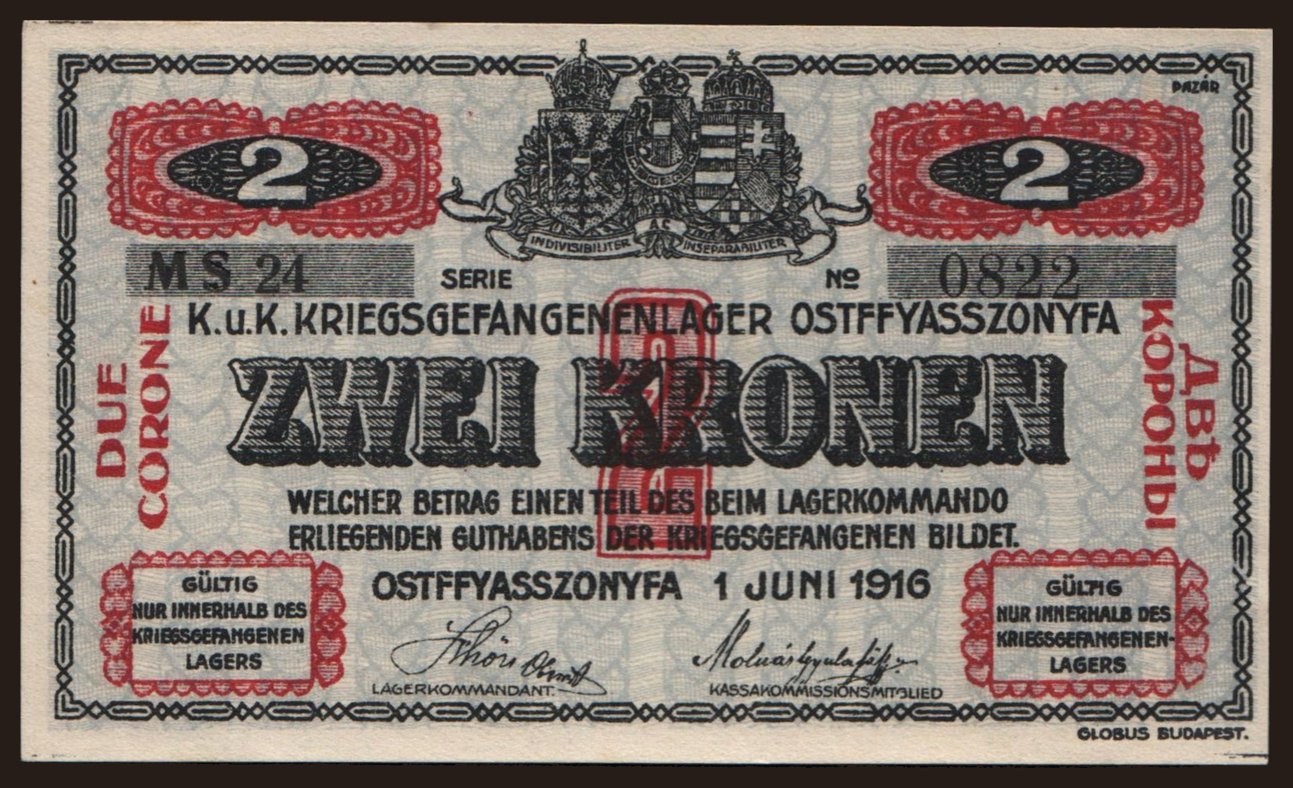 PAZÁR
2
2
INDIVISIBILITER AC INSEPARABILITER
MS 24 SERIE No 0822
K.u.K. KRIEGSGEFANGENENLAGER OSTFFYASSZONYFA
DUE
CORONE
ZWEI KRONEN
2
ДВѢ
КОРОНЫ
WELCHER BETRAG EINEN TEIL DES BEIM LAGERKOMMANDO
ERLIEGENDEN GUTHABENS DER KRIEGSGEFANGENEN BILDET.
OSTFFYASSZONYFA 1 JUNI 1916
GÜLTIG
NUR INNERHALB DES
KRIEGSGEFANGENEN
LAGERS
LAGERKOMMANDANT.
KASSAKOMMISSIONSMITGLIED
GÜLTIG
NUR INNERHALB DES
KRIEGSGEFANGENEN-
LAGERS
GLOBUS BUDAPEST.